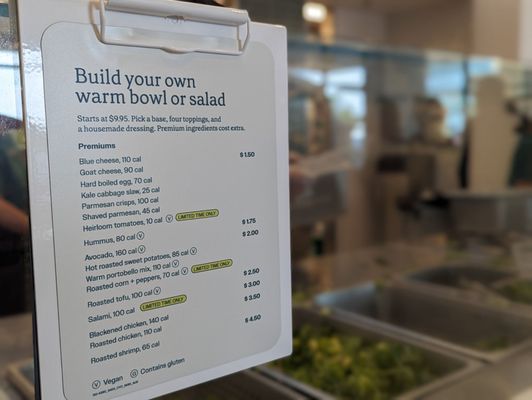 Build your own
warm bowl or salad
Starts at $9.95. Pick a base, four toppings, and
a housemade dressing. Premium ingredients cost extra.
Premiums
Blue cheese, 110 cal $1.50
Goat cheese, 90 cal
Hard boiled egg, 70 cal
Kale cabbage slaw, 25 cal
Parmesan crisps, 100 cal
Shaved parmesan, 45 cal
Heirloom tomatoes, 10 cal Ⓥ LIMITED TIME ONLY
Hummus, 80 cal Ⓥ $1.75
Avocado, 160 cal Ⓥ $2.00
Hot roasted sweet potatoes, 85 cal Ⓥ
Warm portobello mix, 110 cal Ⓥ
Roasted corn + peppers, 70 cal Ⓥ LIMITED TIME ONLY
Roasted tofu, 100 cal Ⓥ $2.50
Salami, 100 cal LIMITED TIME ONLY $3.00
Blackened chicken, 140 cal $3.50
Roasted chicken, 110 cal
Roasted shrimp, 65 cal $4.50
Ⓥ Vegan Ⓖ Contains gluten